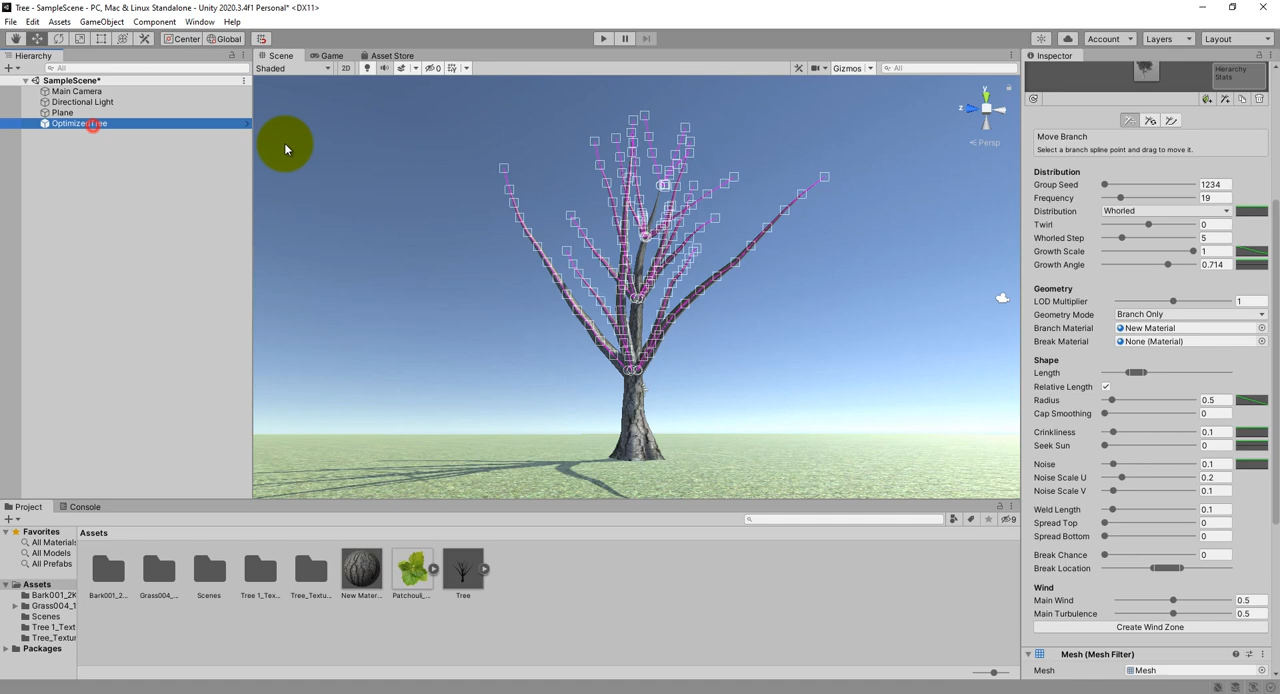 Tree - SampleScene - PC, Mac & Linux Standalone - Unity 2020.3.4f1 Personal* <DX11>
File Edit Assets GameObject Component Window Help
Center Global Account Layers Layout
Hierarchy
All
SampleScene*
Main Camera
Directional Light
Plane
Scene Game Asset Store
Shaded 2D 0 Gizmos All
y
z
Persp
Inspector
Hierarchy
Stats
Move Branch
Select a branch spline point and drag to move it.
Distribution
Group Seed 1234
Frequency 19
Distribution Whorled
Twirl 0
Whorled Step 5
Growth Scale 1
Growth Angle 0.714
Geometry
LOD Multiplier 1
Geometry Mode Branch Only
Branch Material New Material
Break Material None (Material)
Shape
Length
Relative Length
Radius 0.5
Cap Smoothing 0
Crinkliness 0.1
Seek Sun 0
Noise 0.1
Noise Scale U 0.2
Noise Scale V 0.1
Weld Length 0.1
Spread Top 0
Spread Bottom 0
Break Chance 0
Break Location
Wind
Main Wind 0.5
Main Turbulence 0.5
Create Wind Zone
Mesh (Mesh Filter)
Mesh Mesh
Project Console
9
Favorites
All Materials
All Models
All Prefabs
Assets
Bark001_2K
Grass004_1
Scenes
Tree 1_Text
Tree_Textu
Packages
Assets
Bark001_2... Grass004_... Scenes Tree 1_Tex... Tree_Textu... New Mater... Patchouli_... Tree